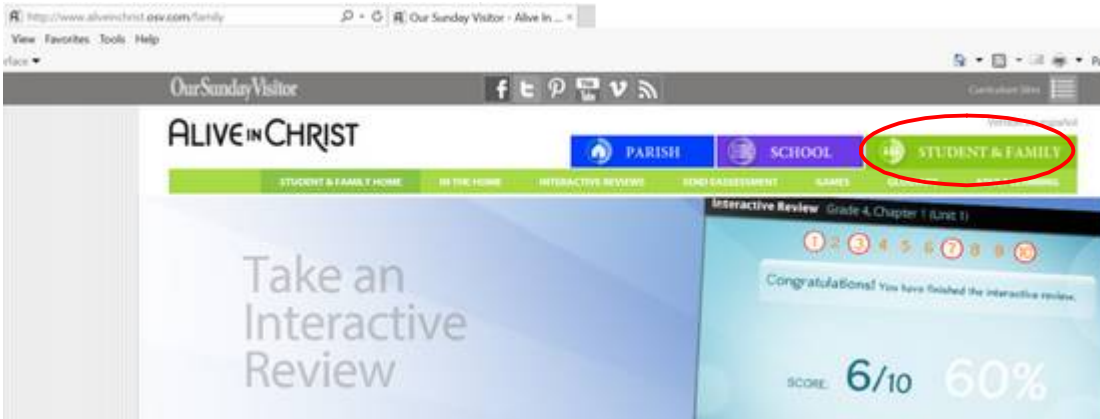 http://www.aliveinchrist.osv.com/family
Our Sunday Visitor - Alive In ... ×
View Favorites Tools Help
OurSundayVisitor
Curriculum Sites
ALIVE IN CHRIST
PARISH
SCHOOL
STUDENT & FAMILY
STUDENT & FAMILY HOME
IN THE HOME
INTERACTIVE REVIEWS
SEND E-ASSESSMENT
GAMES
Interactive Review Grade 4, Chapter 1 (Unit 1)
1 2 3 4 5 6 7 8 9 10
Congratulations! You have finished the interactive review.
Take an
Interactive
Review
SCORE: 6/10 60%